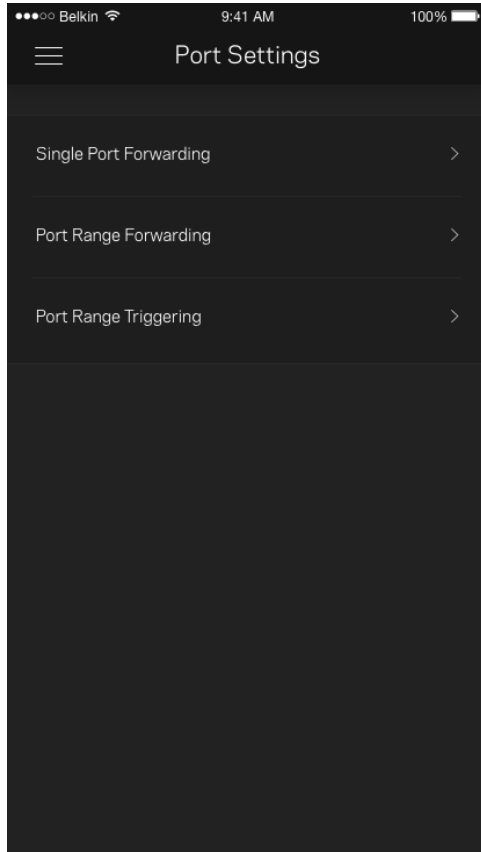 ●●●○○ Belkin 9:41 AM 100%
Port Settings
Single Port Forwarding
Port Range Forwarding
Port Range Triggering